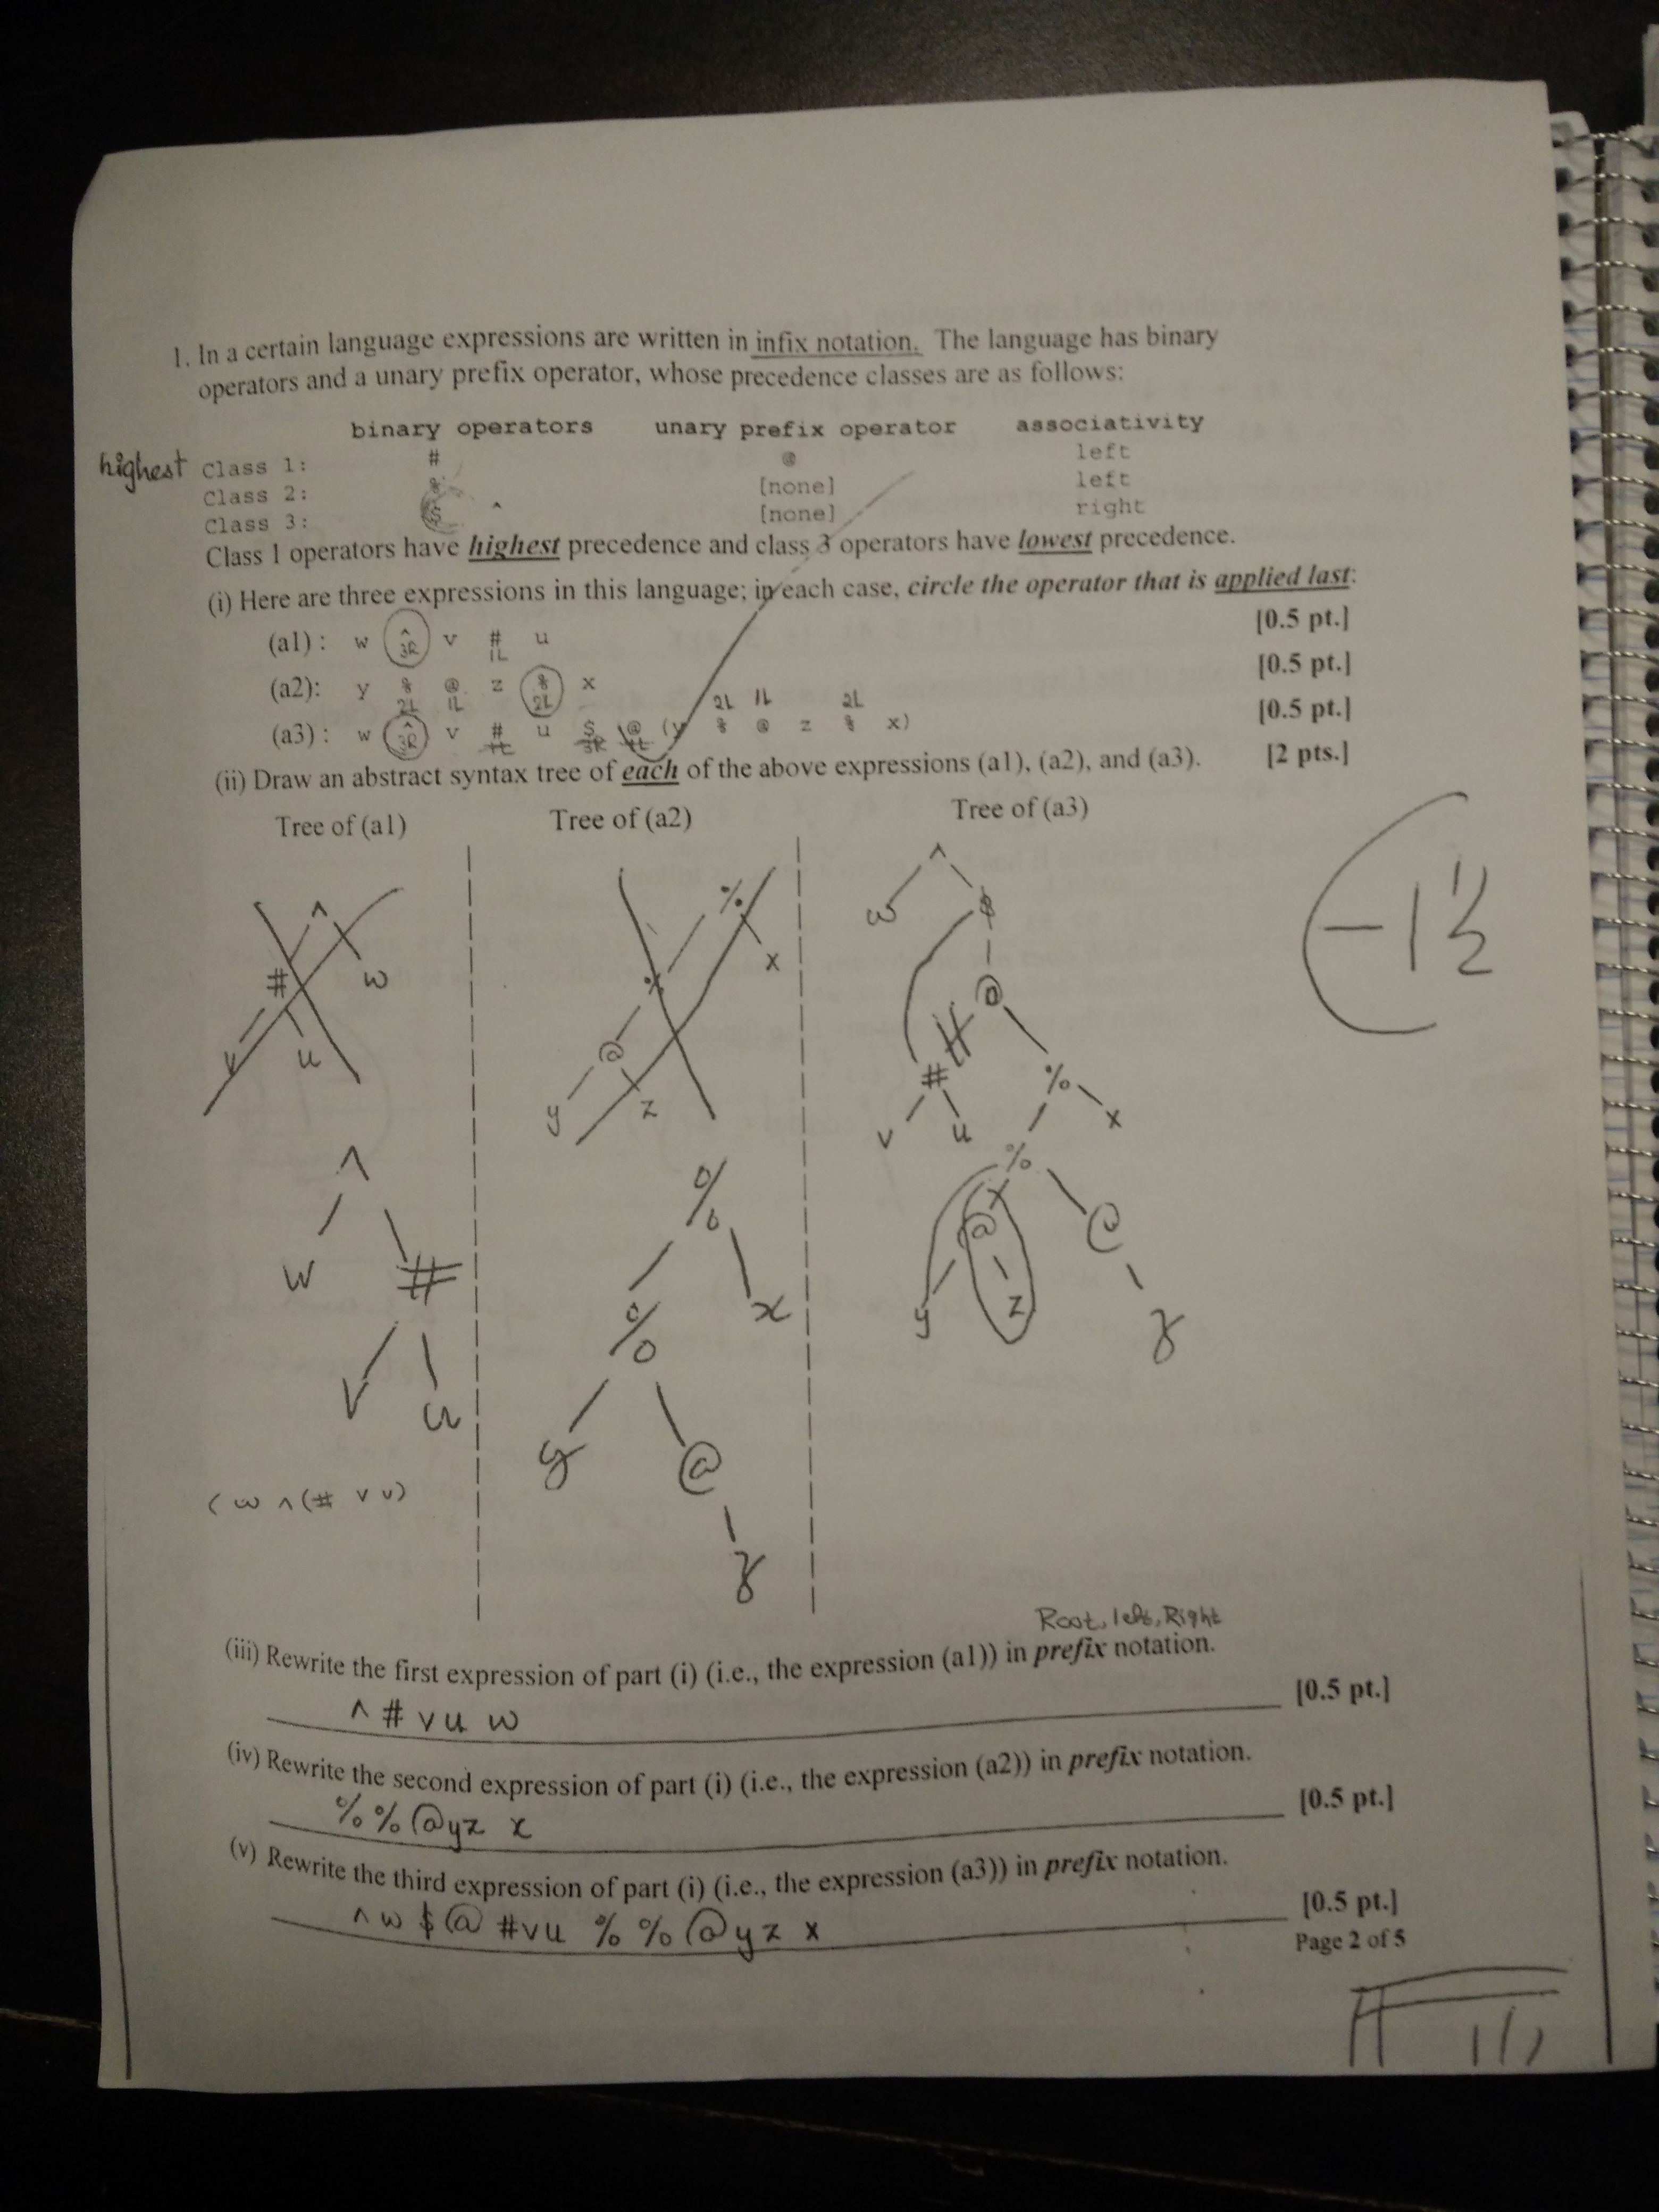 1. In a certain language expressions are written in infix notation. The language has binary
operators and a unary prefix operator, whose precedence classes are as follows:
binary operators unary prefix operator associativity
highest Class 1: # @ left
Class 2: % [none] left
Class 3: $ ^ [none] right
Class 1 operators have highest precedence and class 3 operators have lowest precedence.
(i) Here are three expressions in this language; in each case, circle the operator that is applied last:
(a1): w ^ v # u [0.5 pt.]
3R 1L
(a2): y % @ z % x [0.5 pt.]
2L 1L 2L
2L 1L 2L
(a3): w ^ v # u $ @ (y % @ z % x) [0.5 pt.]
3R 3R
(ii) Draw an abstract syntax tree of each of the above expressions (a1), (a2), and (a3). [2 pts.]
Tree of (a1) Tree of (a2) Tree of (a3)
^ % ^
w $
# w % x @
v u @ # %
y z v u x
^ % %
w # % x @ @
y z z
v u y @
z
(w ^ (# v u)
-1 1/2
Root, left, Right
(iii) Rewrite the first expression of part (i) (i.e., the expression (a1)) in prefix notation.
^ # v u w [0.5 pt.]
(iv) Rewrite the second expression of part (i) (i.e., the expression (a2)) in prefix notation.
% % @ y z x [0.5 pt.]
(v) Rewrite the third expression of part (i) (i.e., the expression (a3)) in prefix notation.
^ w $ @ # v u % % @ y z x [0.5 pt.]
Page 2 of 5